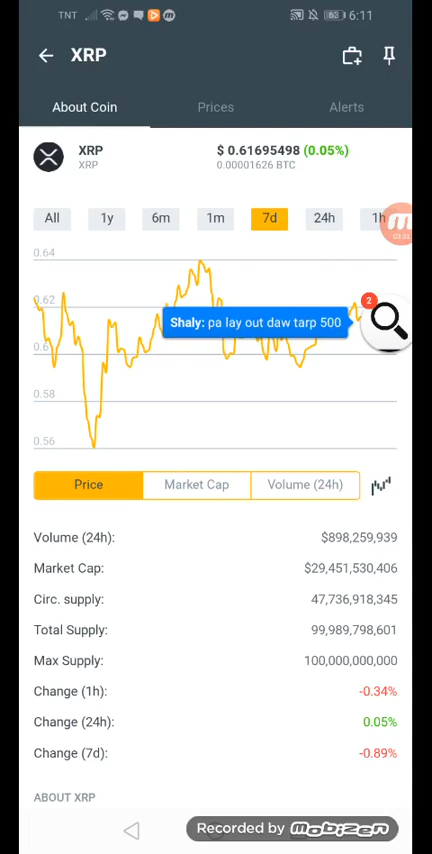 TNT 63 6:11
XRP
About Coin Prices Alerts
XRP $ 0.61695498 (0.05%)
XRP 0.00001626 BTC
All 1y 6m 1m 7d 24h 1h
0.64
2
0.62
Shaly: pa lay out daw tarp 500
0.6
0.58
0.56
Price Market Cap Volume (24h)
Volume (24h): $898,259,939
Market Cap: $29,451,530,406
Circ. supply: 47,736,918,345
Total Supply: 99,989,798,601
Max Supply: 100,000,000,000
Change (1h) -0.34%
Change (24h): 0.05%
Change (7d): -0.89%
ABOUT XRP
Recorded by mobizen